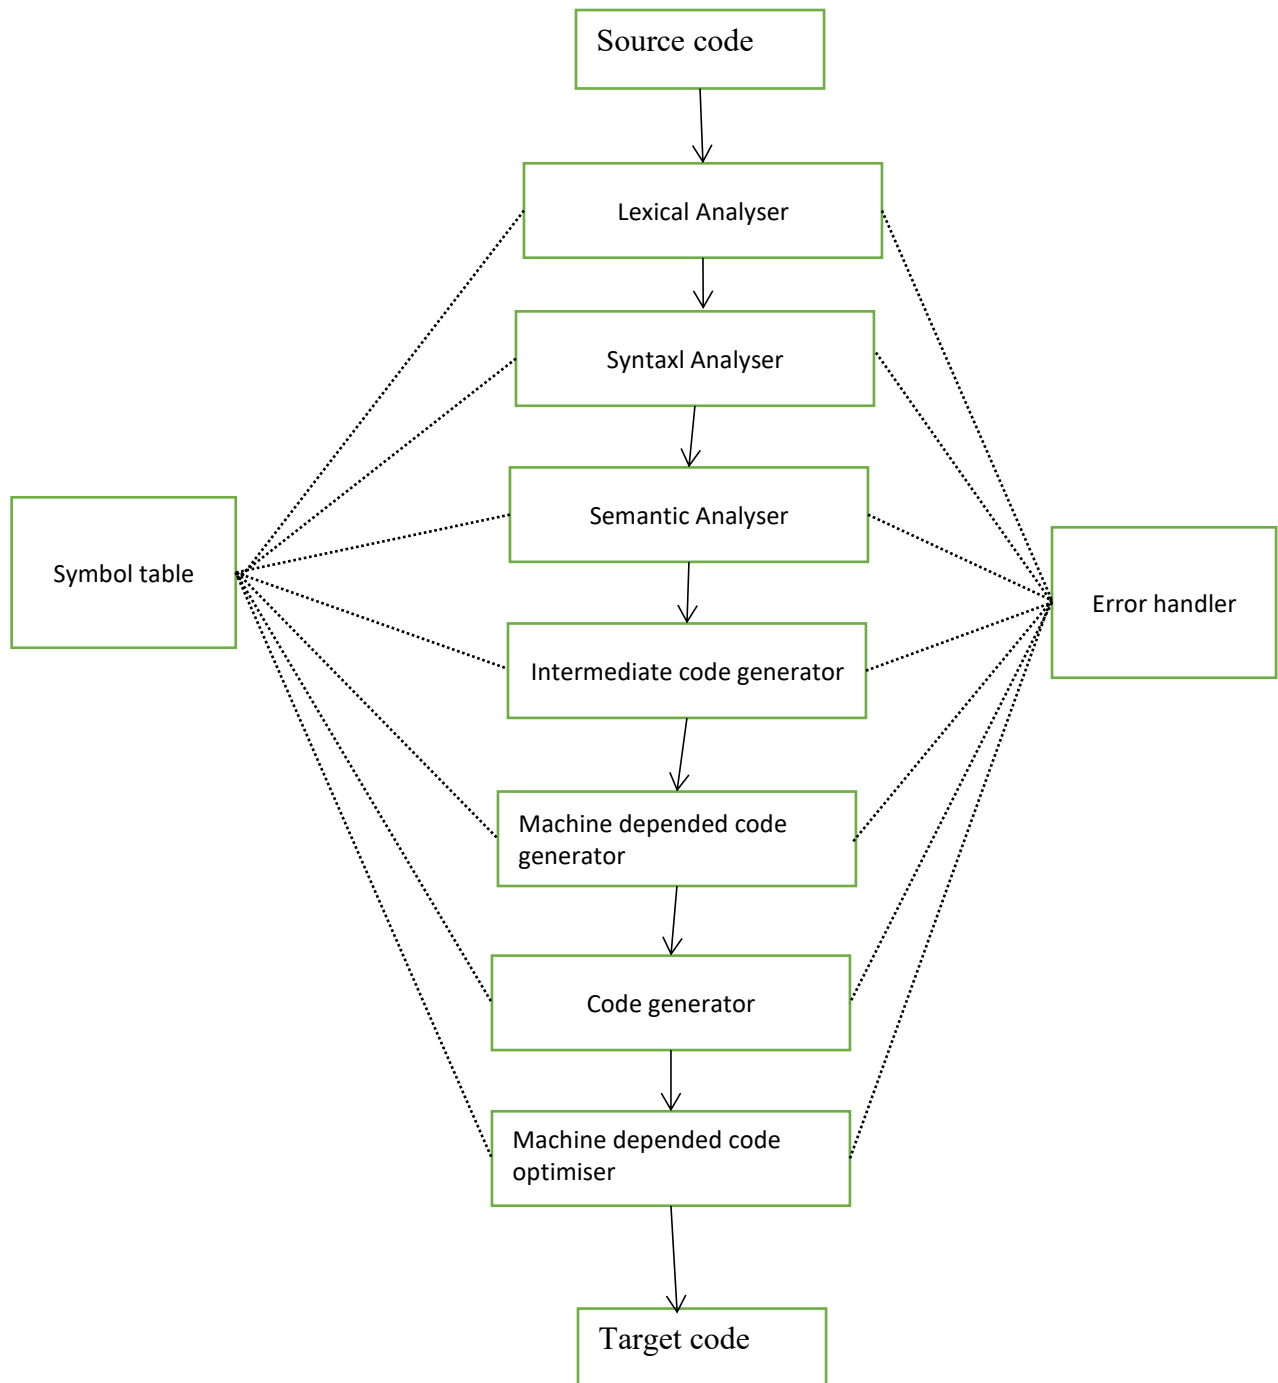 Source code
Lexical Analyser
Syntaxl Analyser
Semantic Analyser
Symbol table
Error handler
Intermediate code generator
Machine depended code
generator
Code generator
Machine depended code
optimiser
Target code